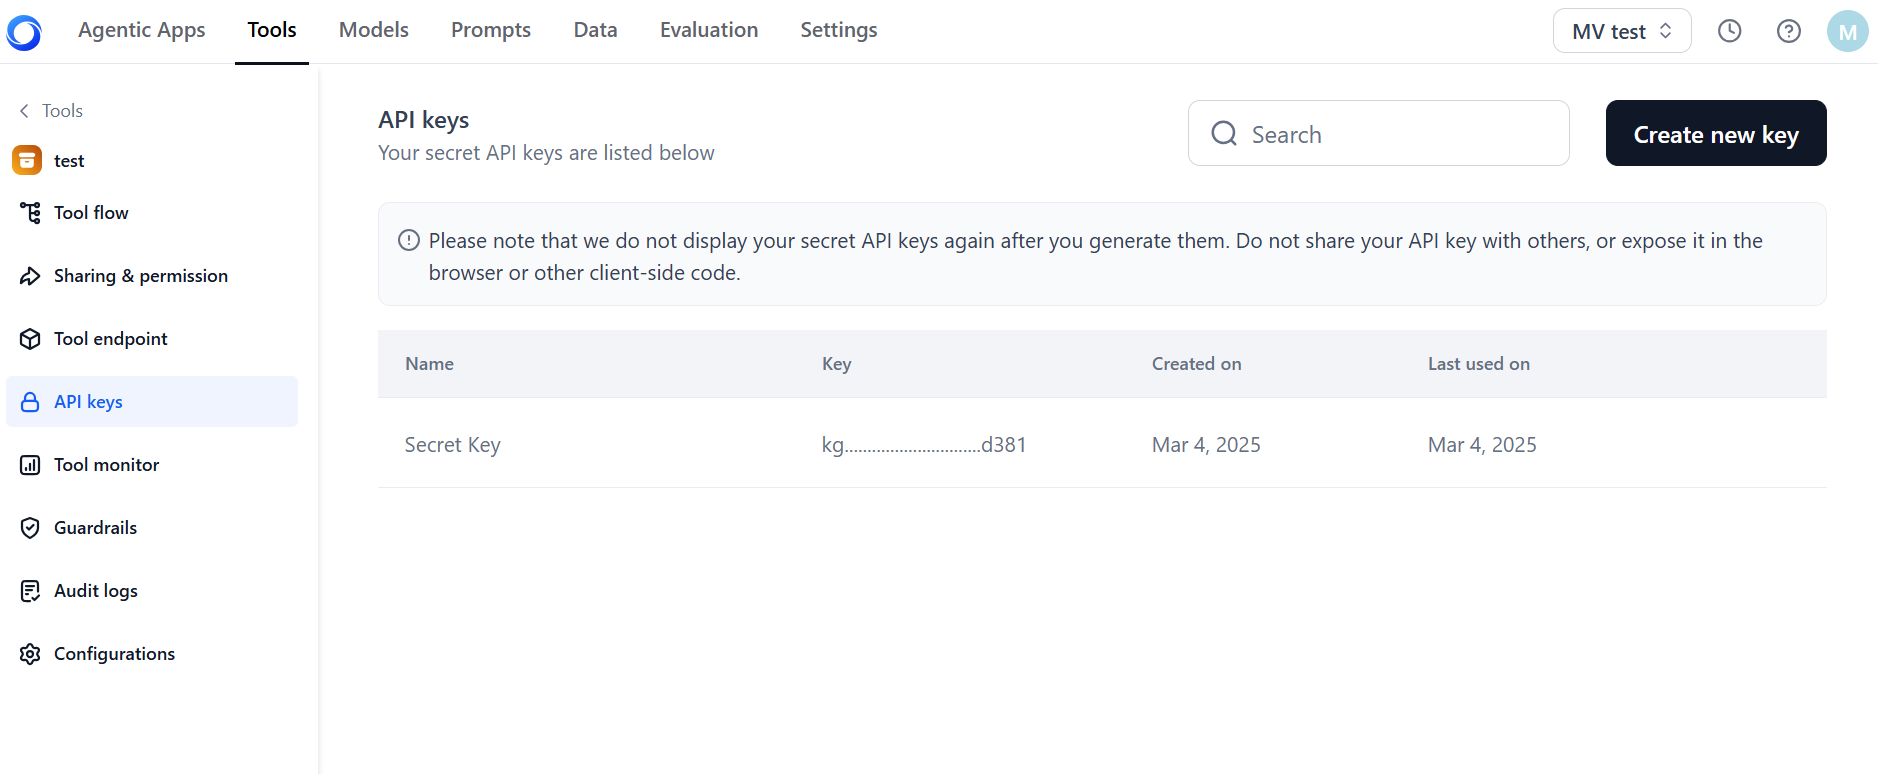 Agentic Apps Tools Models Prompts Data Evaluation Settings MV test M
Tools
test
Tool flow
Sharing & permission
Tool endpoint
API keys
Tool monitor
Guardrails
Audit logs
Configurations
API keys
Your secret API keys are listed below
Search
Create new key
Please note that we do not display your secret API keys again after you generate them. Do not share your API key with others, or expose it in the
browser or other client-side code.
Name Key Created on Last used on
Secret Key kg..............................d381 Mar 4, 2025 Mar 4, 2025